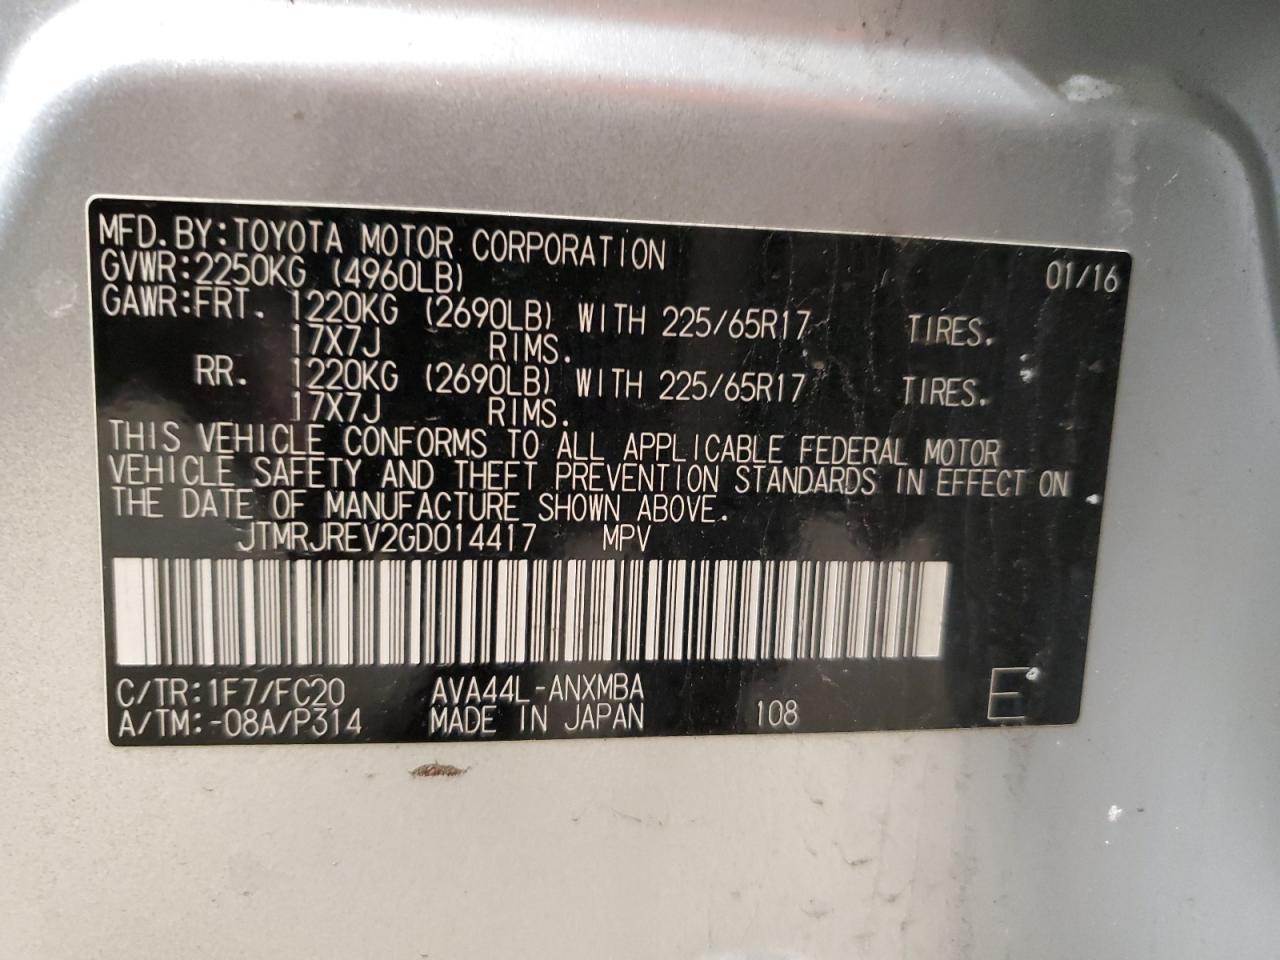 MFD.BY:TOYOTA MOTOR CORPORATION 01/16
GVWR:2250KG (4960LB)
GAWR:FRT. 1220KG (2690LB) WITH 225/65R17 TIRES.
17X7J RIMS.
RR. 1220KG (2690LB) WITH 225/65R17 TIRES.
17X7J RIMS.
THIS VEHICLE CONFORMS TO ALL APPLICABLE FEDERAL MOTOR
VEHICLE SAFETY AND THEFT PREVENTION STANDARDS IN EFFECT ON
THE DATE OF MANUFACTURE SHOWN ABOVE.
JTMRJREV2GD014417 MPV
C/TR:1F7/FC20 AVA44L-ANXMBA
A/TM:-08A/P314 MADE IN JAPAN 108 E